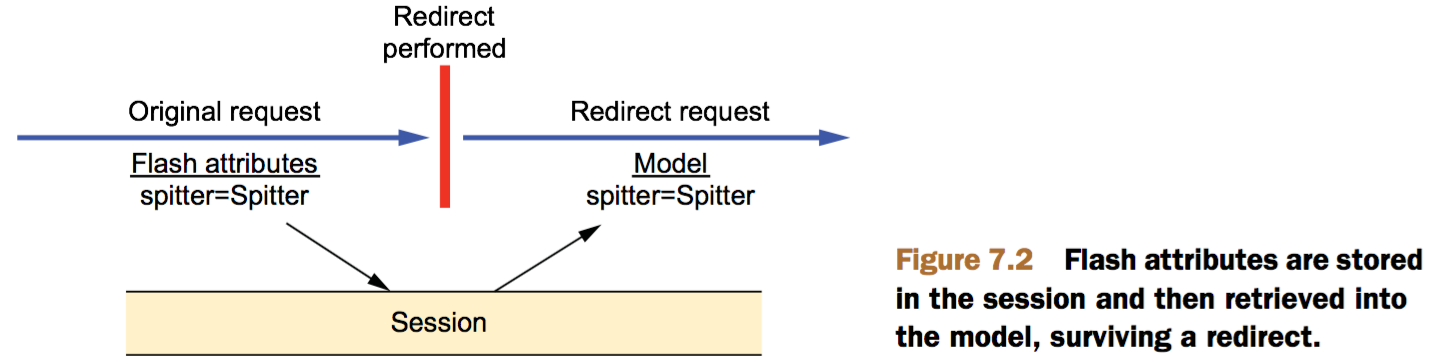 Redirect
performed
Original request
Redirect request
Flash attributes
spitter=Spitter
Model
spitter=Spitter
Session
Figure 7.2 Flash attributes are stored
in the session and then retrieved into
the model, surviving a redirect.